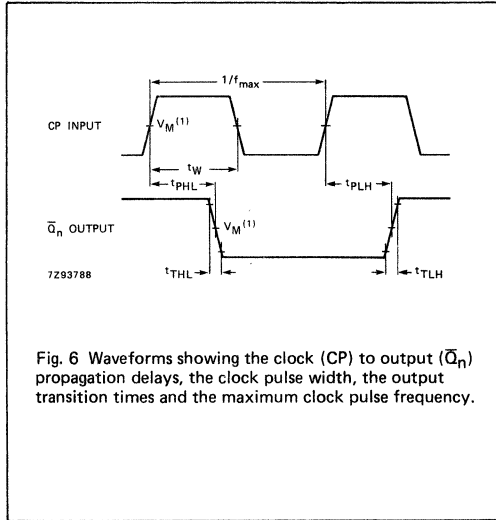 1/fmax
CP INPUT
VM(1)
tW
tPHL
tPLH
Q̅n OUTPUT
VM(1)
7Z93788
tTHL
tTLH
Fig. 6 Waveforms showing the clock (CP) to output (Q̅n)
propagation delays, the clock pulse width, the output
transition times and the maximum clock pulse frequency.